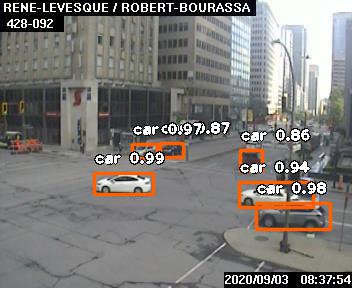 RENE-LEVESQUE / ROBERT-BOURASSA
428-092
car 0.97
0.87
car 0.86
car 0.99
car 0.94
car 0.98
2020/09/03 08:37:54